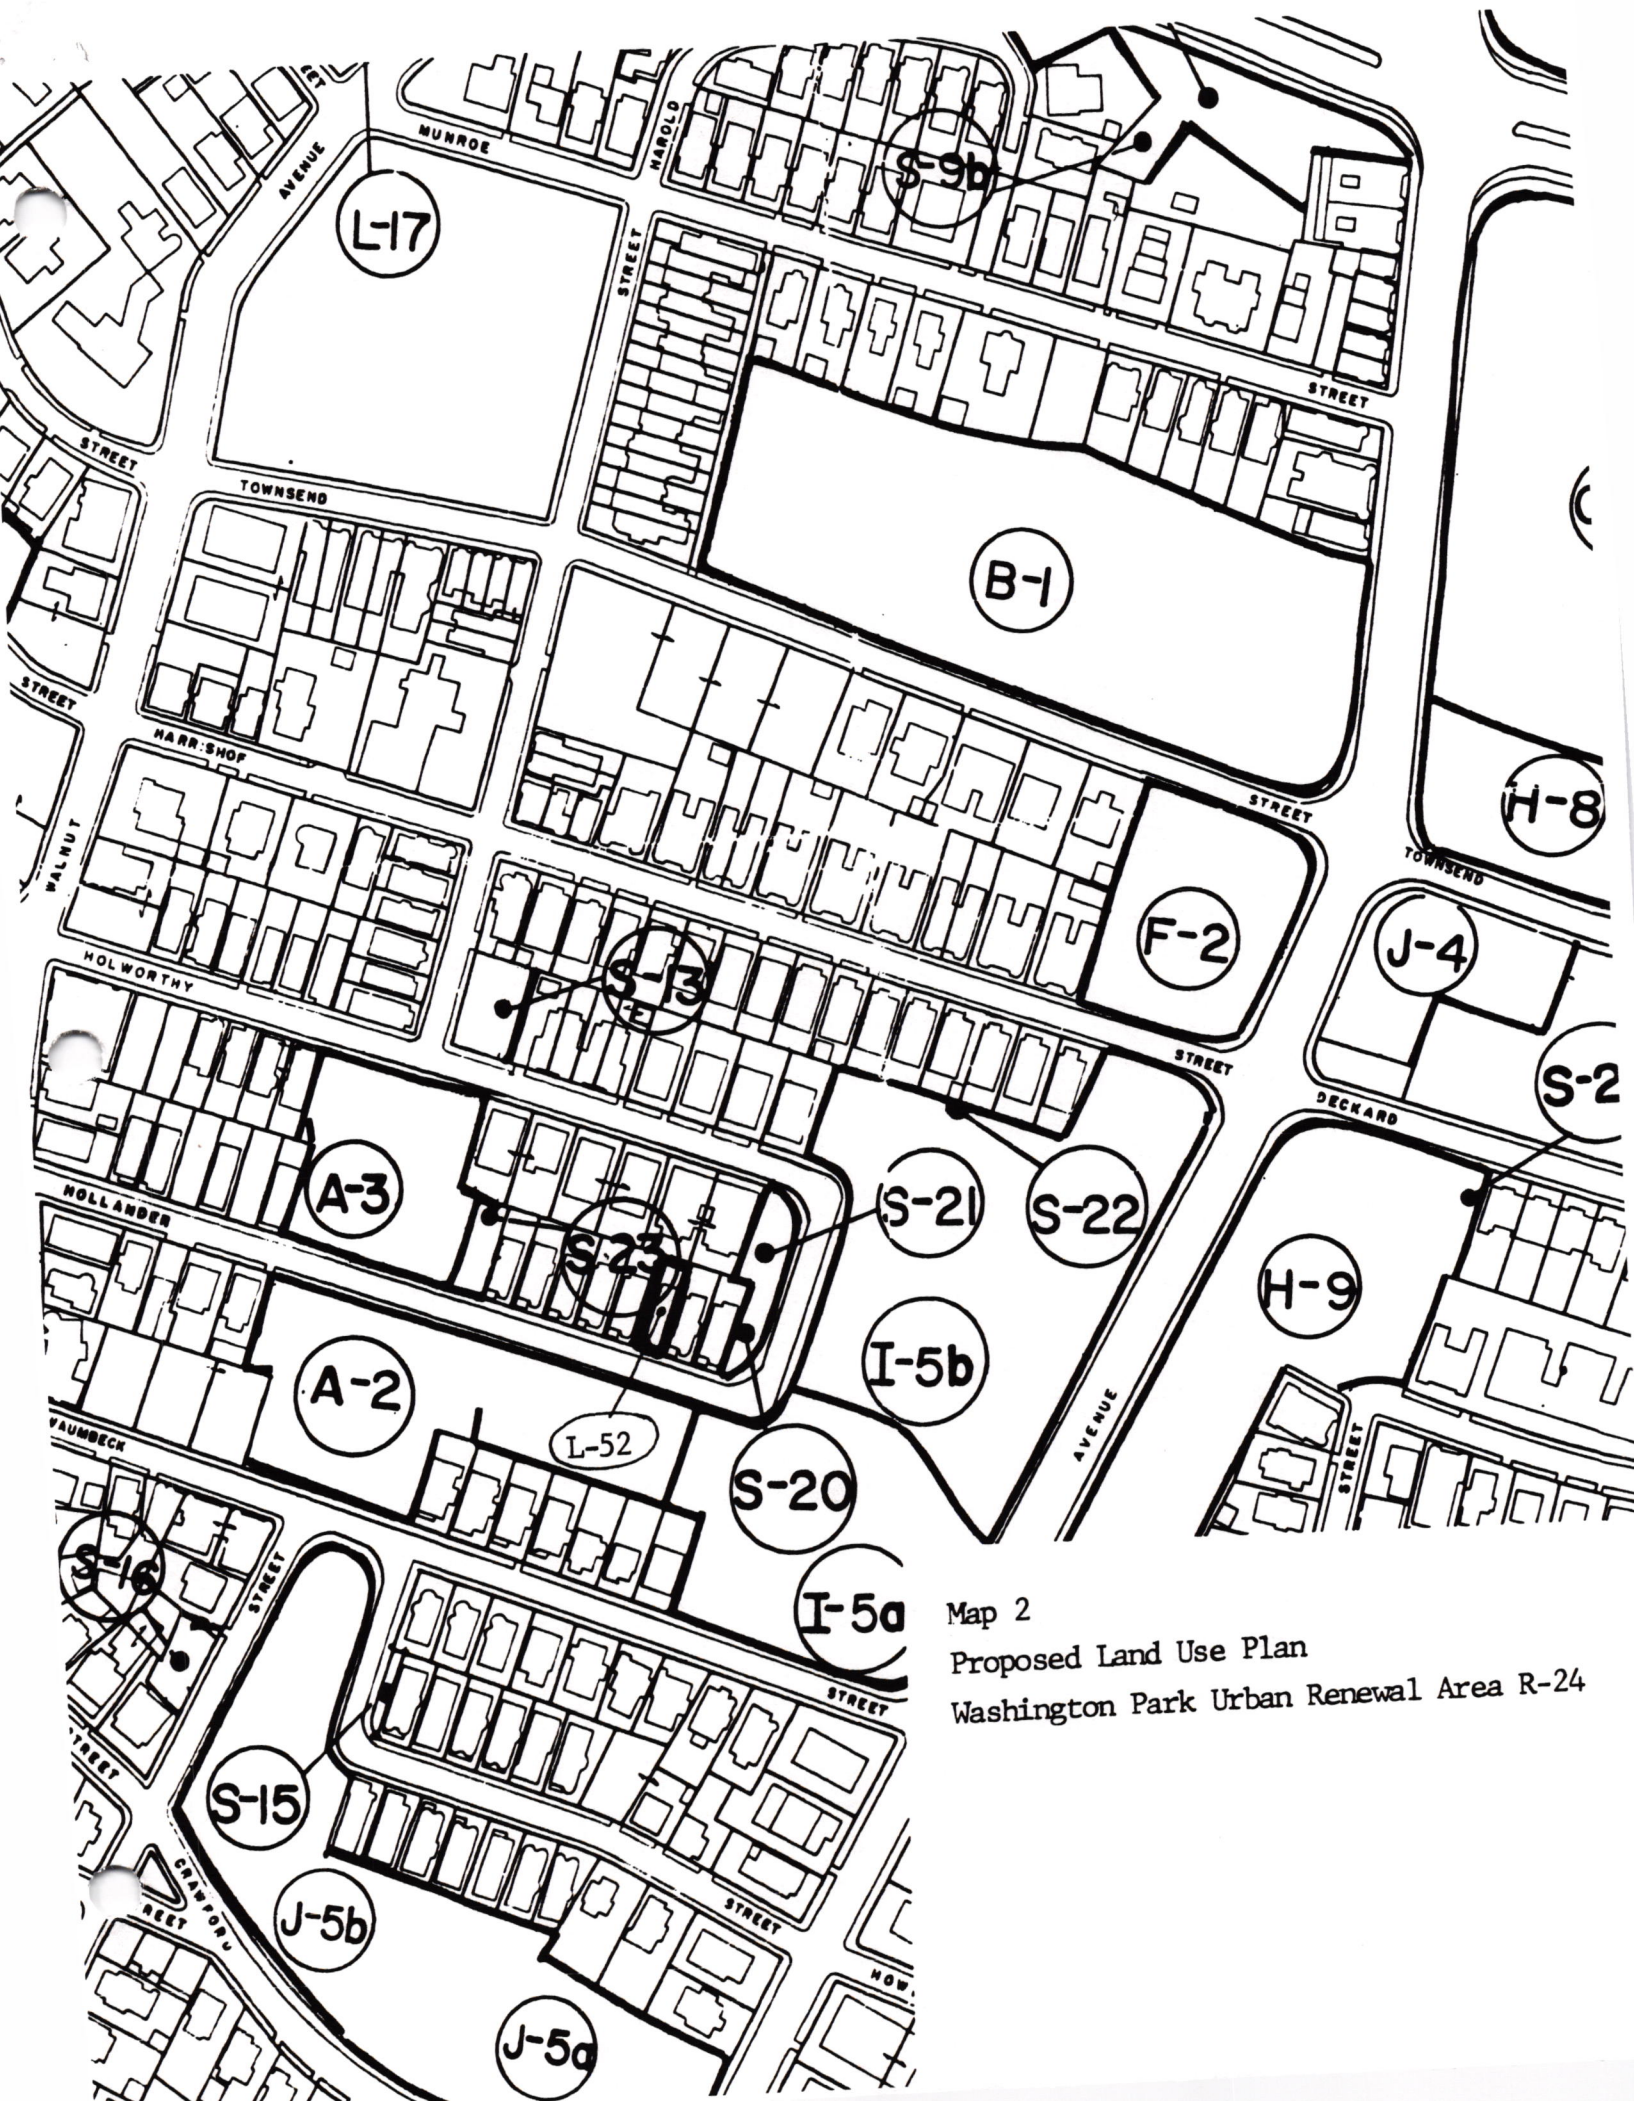 MUNROE
HAROLD
AVENUE
L-17
S-9b
STREET
STREET
STREET
TOWNSEND
B-1
STREET
HARRISHOF
STREET
H-8
TOWNSEND
WALNUT
F-2
J-4
HOLWORTHY
S-13
STREET
S-2
DECKARD
A-3
S-21
S-22
HOLLANDER
S-23
H-9
I-5b
A-2
AVENUE
L-52
STREET
WAUMBECK
S-20
S-16
STREET
I-5a
Map 2
Proposed Land Use Plan
Washington Park Urban Renewal Area R-24
STREET
STREET
S-15
CRAWFORD
STREET
J-5b
REET
HOW
J-5a